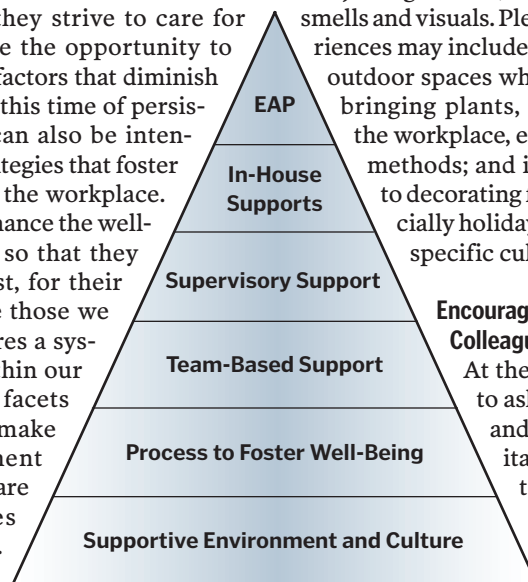 they strive to care for
e the opportunity to
factors that diminish
this time of persis-
can also be inten-
tegies that foster
the workplace.
nance the well-
so that they
st, for their
e those we
res a sys-
hin our
facets
make
nent
are
es
EAP
In-House
Supports
Supervisory Support
Team-Based Support
Process to Foster Well-Being
Supportive Environment and Culture
smells and visuals. Ple
riences may include
outdoor spaces wh
bringing plants,
the workplace, e
methods; and i
to decorating
cially holiday
specific cul
Encourag
Colleagu
At the
to as
and
ita
t